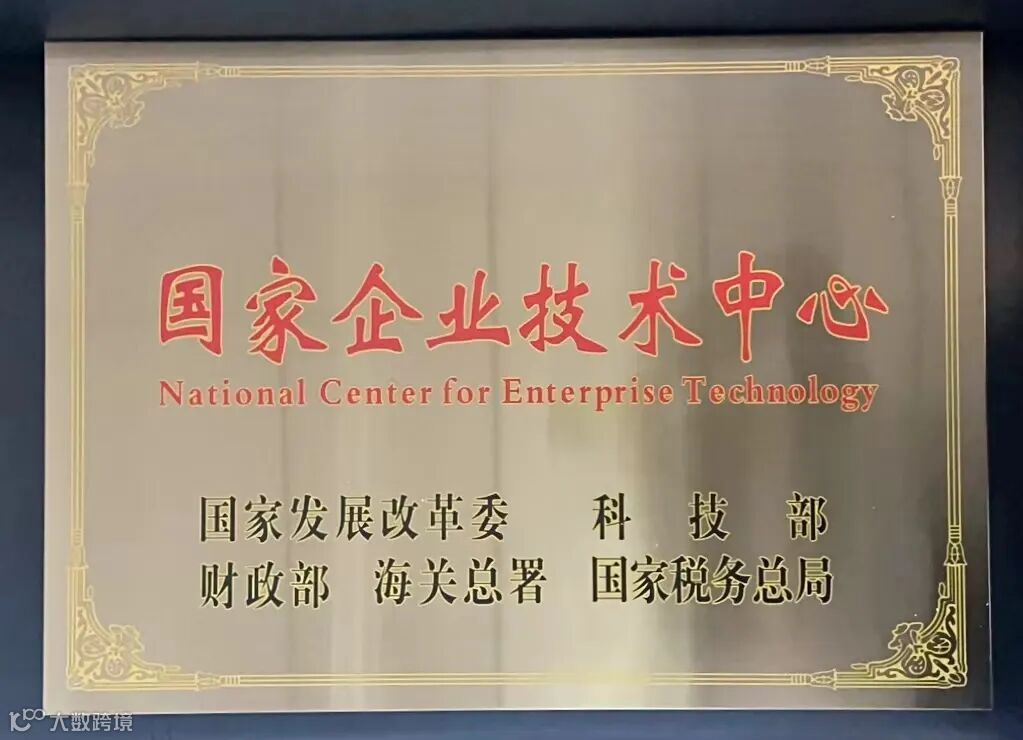 国家企业技术中心
National Center for Enterprise Technology
国家发展改革委 科技部
财政部 海关总署 国家税务总局
大数跨境